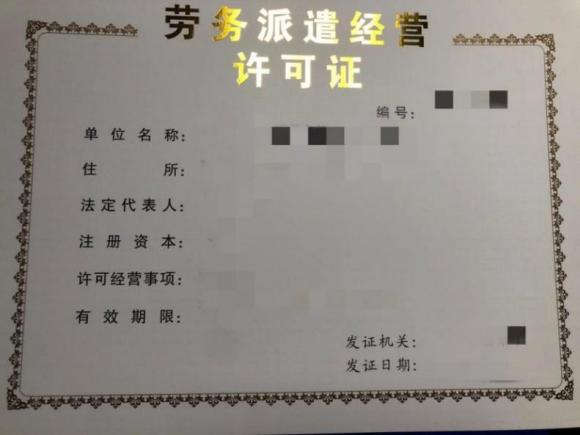 劳务派遣经营
许可证
编号：
单位名称：
住所：
法定代表人：
注册资本：
许可经营事项：
有效期限：
发证机关：
发证日期：